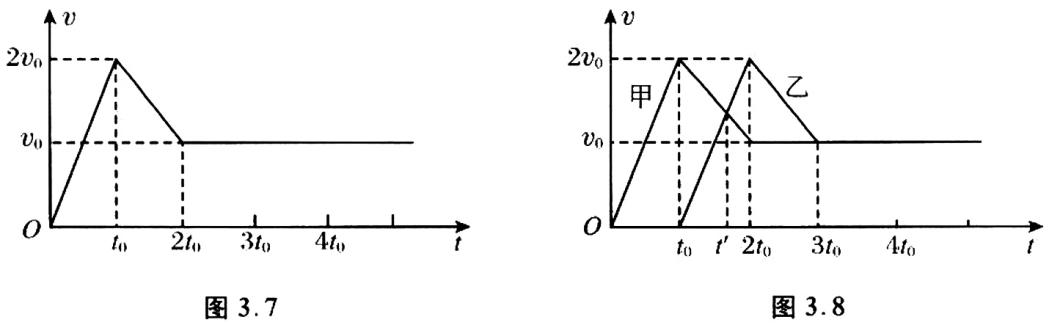 v
2v₀
v₀
O
t₀
2t₀
3t₀
4t₀
t
图 3.7
v
2v₀
甲
乙
v₀
O
t₀
t′
2t₀
3t₀
4t₀
t
图 3.8